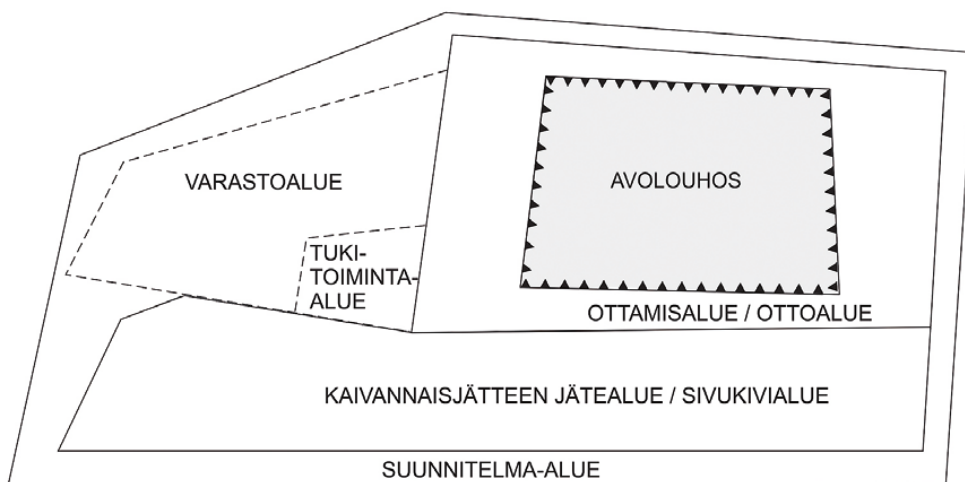 VARASTOALUE
AVOLOUHOS
TUKI-
TOIMINTA-
ALUE
OTTAMISALUE / OTTOALUE
KAIVANNAISJÄTTEEN JÄTEALUE / SIVUKIVIALUE
SUUNNITELMA-ALUE